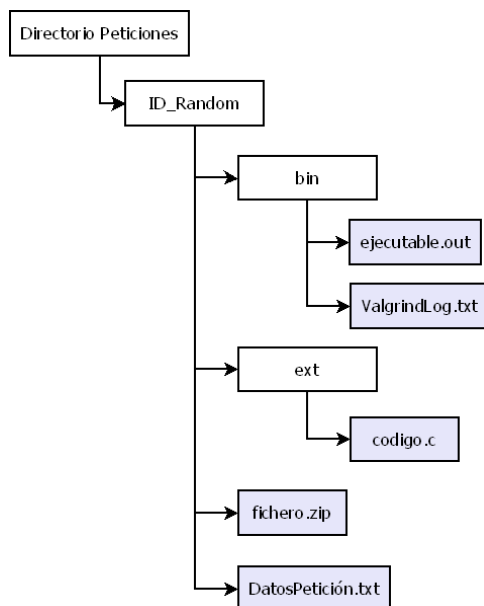 Directorio Peticiones
ID_Random
bin
ejecutable.out
ValgrindLog.txt
ext
codigo.c
fichero.zip
DatosPetición.txt